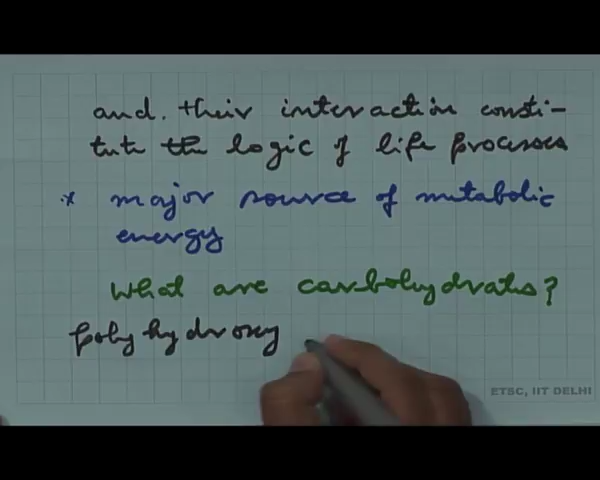 and. their interaction consti-
tute the logic of life processes
* major source of metabolic
energy
What are carbohydrates?
polyhydroxy
ETSC, IIT DELHI